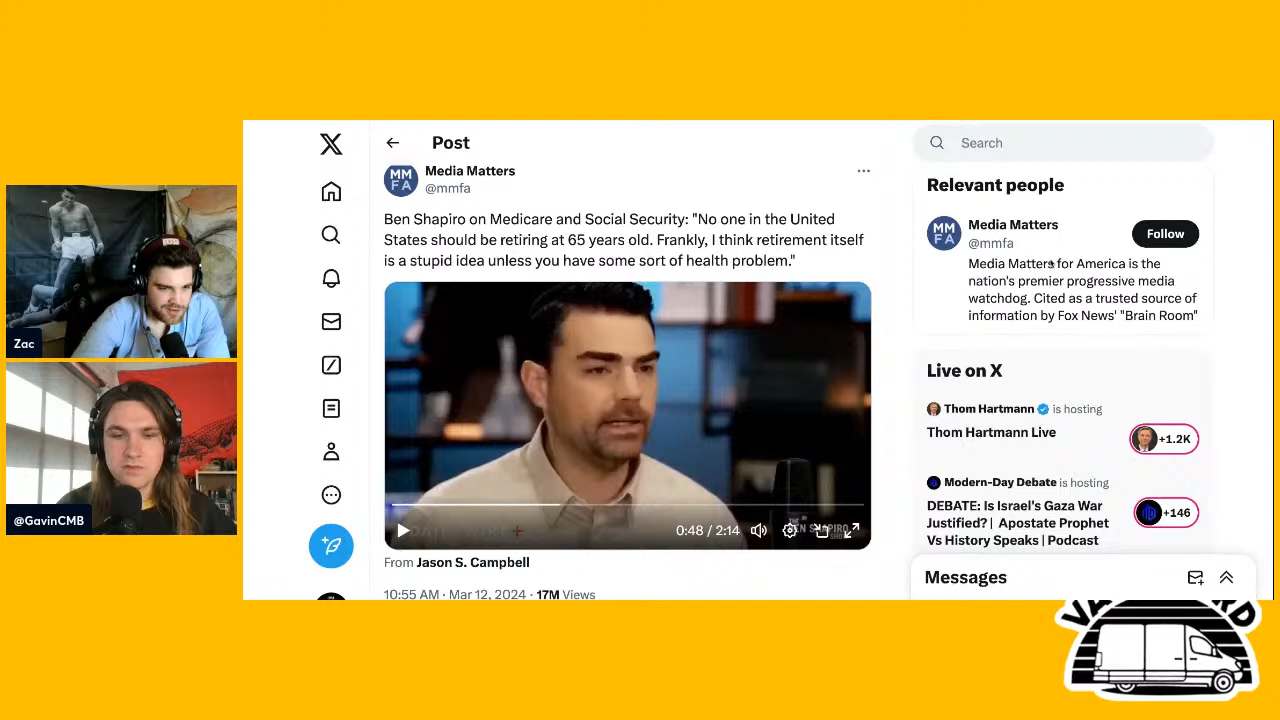 Post
Search
Media Matters
@mmfa
Ben Shapiro on Medicare and Social Security: "No one in the United
States should be retiring at 65 years old. Frankly, I think retirement itself
is a stupid idea unless you have some sort of health problem."
0:48 / 2:14
From Jason S. Campbell
10:55 AM · Mar 12, 2024 · 17M Views
Relevant people
MM
FA
Media Matters
@mmfa
Follow
Media Matters for America is the
nation's premier progressive media
watchdog. Cited as a trusted source of
information by Fox News' "Brain Room"
Live on X
Thom Hartmann is hosting
Thom Hartmann Live
+1.2K
Modern-Day Debate is hosting
DEBATE: Is Israel's Gaza War
Justified? | Apostate Prophet
Vs History Speaks | Podcast
+146
Messages
Zac
@GavinCMB
MM
FA